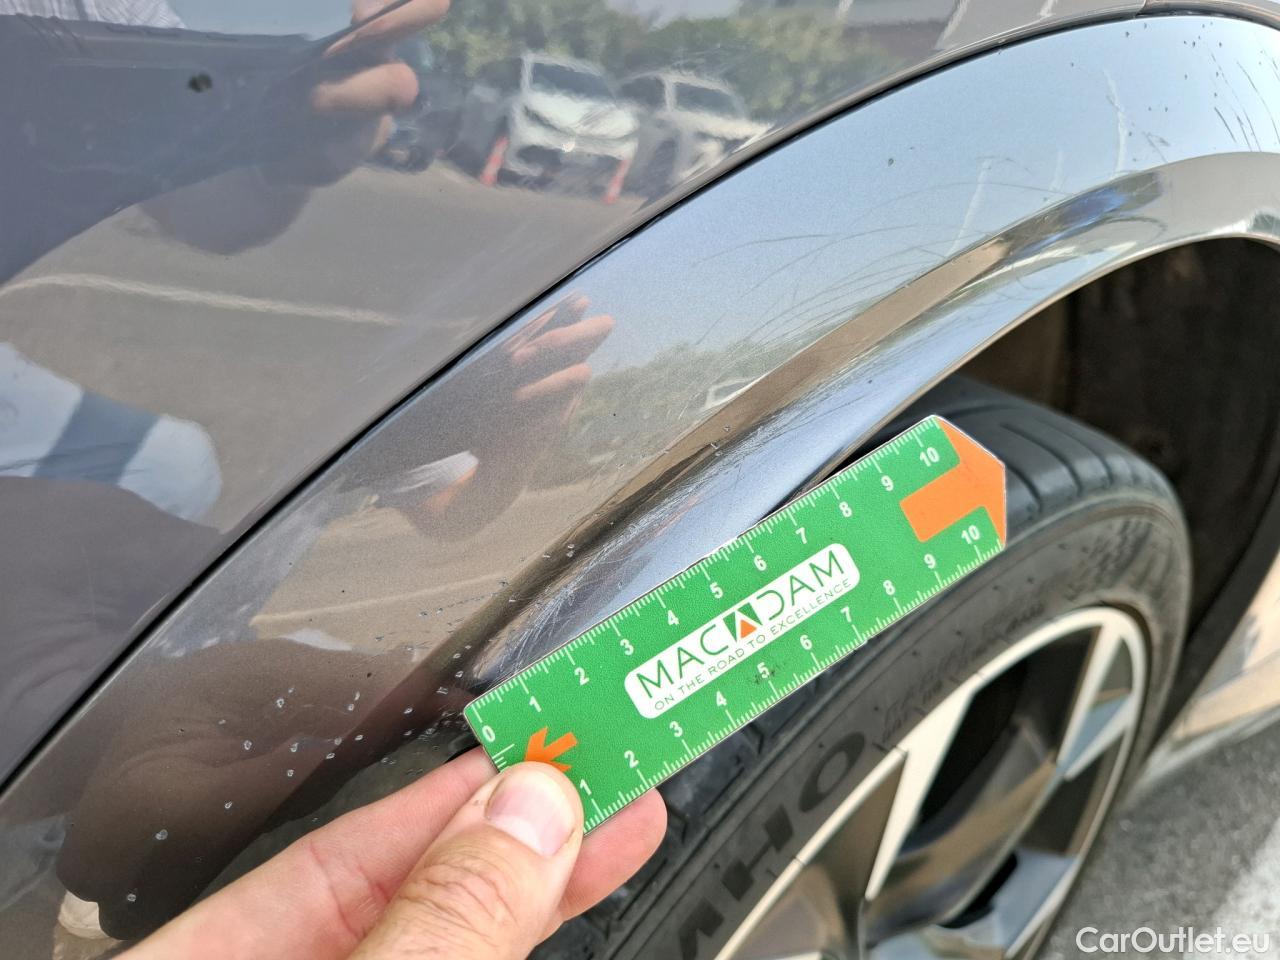 0 1 2 3 4 5 6 7 8 9 10
MACADAM
ON THE ROAD TO EXCELLENCE
1 2 3 4 5 6 7 8 9 10
CarOutlet.eu